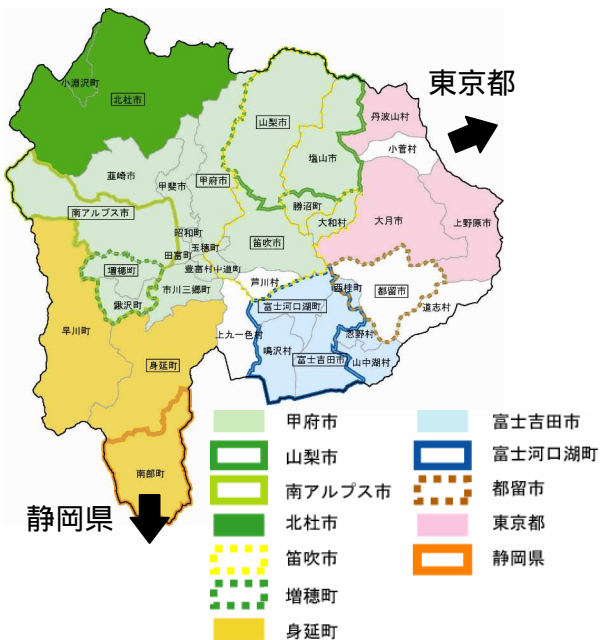 東京都
小淵沢町
北杜市
丹波山村
山梨市
小菅村
塩山市
韮崎市
甲斐市
甲府市
勝沼町
南アルプス市
大和村
大月市
上野原市
昭和町
玉穂町
笛吹市
田富町
増穂町
豊富村
中道町
芦川村
西桂町
都留市
市川三郷町
鰍沢町
富士河口湖町
道志村
早川町
上九一色村
鳴沢村
忍野村
身延町
富士吉田市
山中湖村
南部町
静岡県
甲府市
山梨市
南アルプス市
北杜市
笛吹市
増穂町
身延町
富士吉田市
富士河口湖町
都留市
東京都
静岡県